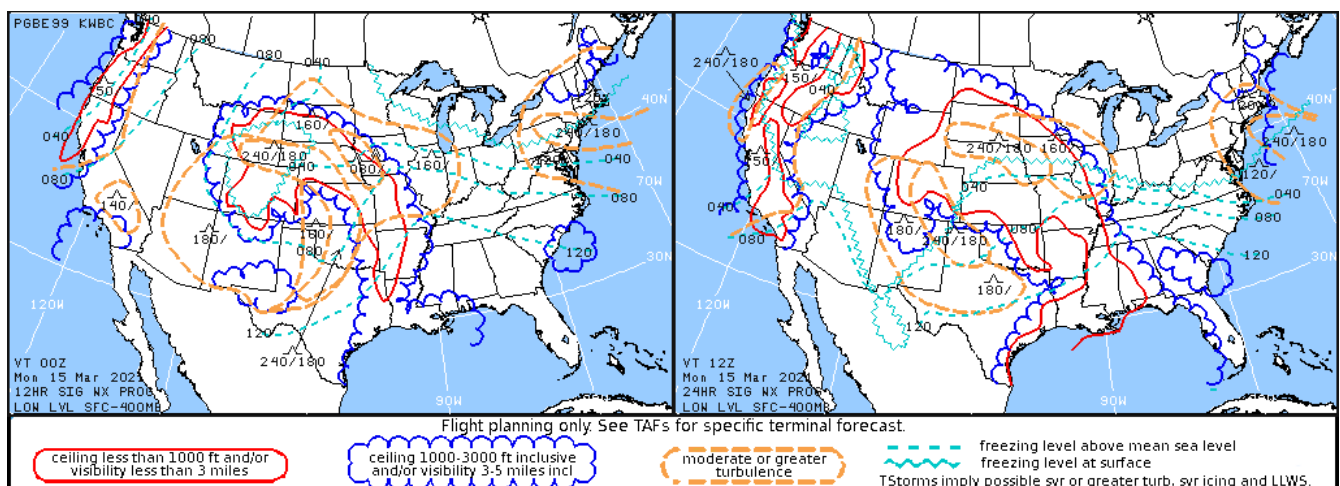 PGBE99 KWBC
040
080
080
080
040
050
040
080
160/
240/180
040
080/
160/
140/
180/
160
080
120
240/180
240/180
040
080
120
40N
70W
30N
120W
90W
VT 00Z
Mon 15 Mar 202
12HR SIG WX PROG
LOW LVL SFC-400MB
240/180
150/
040
040
080
240/180
160/
040
180/
240/180
080
180/
120
240/180
120/
040
080
120
40N
70W
30N
120W
90W
VT 12Z
Mon 15 Mar 202
24HR SIG WX PROG
LOW LVL SFC-400MB
Flight planning only. See TAFs for specific terminal forecast.
ceiling less than 1000 ft and/or
visibility less than 3 miles
ceiling 1000-3000 ft inclusive
and/or visibility 3-5 miles incl
moderate or greater
turbulence
freezing level above mean sea level
freezing level at surface
TStorms imply possible svr or greater turb, svr icing and LLWS.